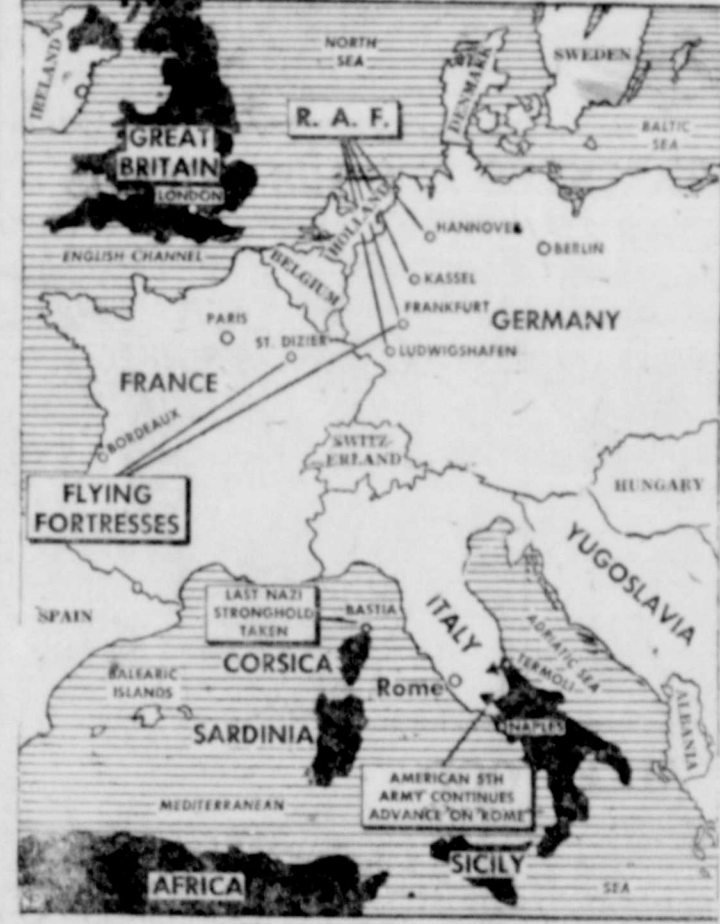 NORTH
SEA
SWEDEN
IRELAND
DENMARK
R. A. F.
GREAT
BRITAIN
LONDON
BALTIC
SEA
HOLLAND
HANNOVER
BERLIN
ENGLISH CHANNEL
BELGIUM
KASSEL
FRANKFURT
GERMANY
PARIS
ST. DIZIER
LUDWIGSHAFEN
FRANCE
BORDEAUX
SWITZ-
ERLAND
FLYING
FORTRESSES
HUNGARY
YUGOSLAVIA
LAST NAZI
STRONGHOLD
TAKEN
BASTIA
ITALY
SPAIN
ADRIATIC SEA
TERMOLI
CORSICA
BALEARIC
ISLANDS
Rome
ALBANIA
SARDINIA
NAPLES
AMERICAN 5TH
ARMY CONTINUES
ADVANCE ON "ROME"
MEDITERRANEAN
SICILY
AFRICA
SEA